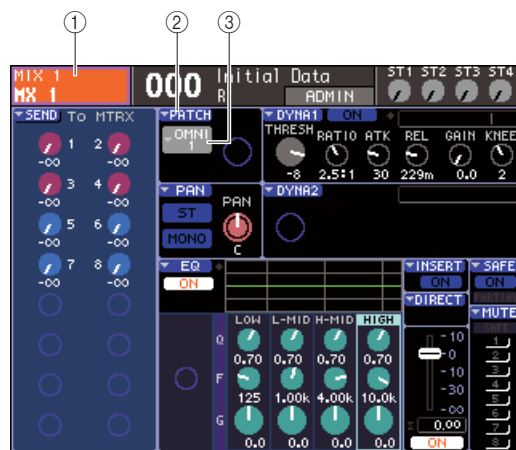 ① ② ③
MIX 1
MX 1
000
Initial Data
R
ADMIN
ST1 ST2 ST3 ST4
SEND To MTRX
1 2
-∞ -∞
3 4
-∞ -∞
5 6
-∞ -∞
7 8
-∞ -∞
PATCH
OMNI
1
DYNA1 ON
THRESH RATIO ATK REL GAIN KNEE
-8 2.5:1 30 229m 0.0 2
PAN
ST
MONO
PAN
C
DYNA2
EQ
ON
LOW L-MID H-MID HIGH
Q
0.70 0.70 0.70 0.70
F
125 1.00k 4.00k 10.0k
G
0.0 0.0 0.0 0.0
INSERT
ON
DIRECT
10
0
-10
-30
-∞
Σ 0.00
ON
SAFE
ON
PARTIAL
MUTE
SAFE
1
2
3
4
5
6
7
8